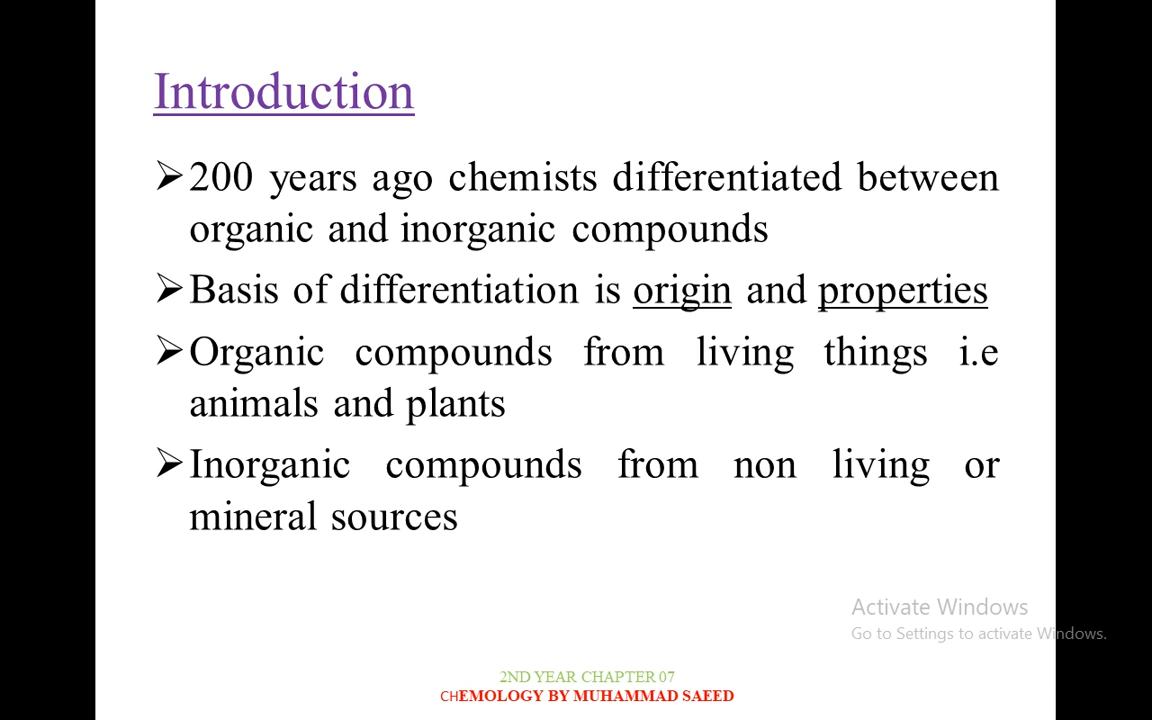 Introduction
➢200 years ago chemists differentiated between
organic and inorganic compounds
➢Basis of differentiation is origin and properties
➢Organic compounds from living things i.e
animals and plants
➢Inorganic compounds from non living or
mineral sources
Activate Windows
Go to Settings to activate Windows.
2ND YEAR CHAPTER 07
CHEMOLOGY BY MUHAMMAD SAEED